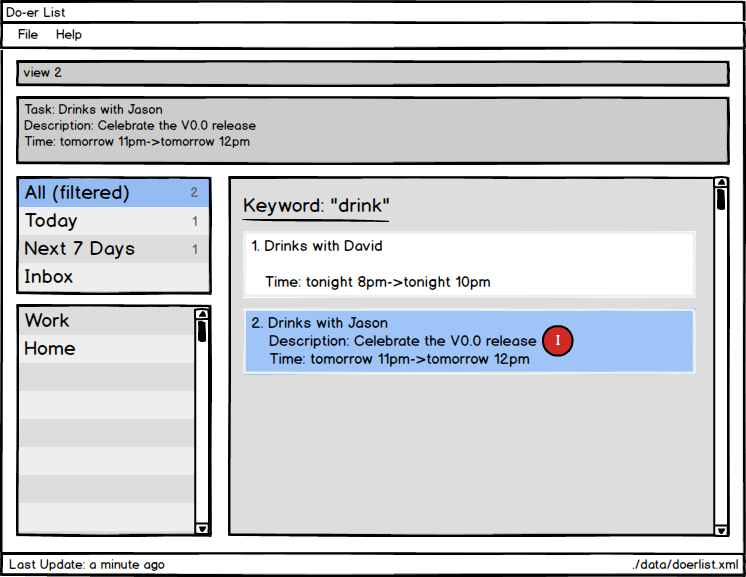 Do-er List
File Help
view 2
Task: Drinks with Jason
Description: Celebrate the V0.0 release
Time: tomorrow 11pm->tomorrow 12pm
All (filtered) 2
Today 1
Next 7 Days 1
Inbox
Work
Home
Keyword: "drink"
1. Drinks with David
Time: tonight 8pm->tonight 10pm
2. Drinks with Jason
Description: Celebrate the V0.0 release I
Time: tomorrow 11pm->tomorrow 12pm
Last Update: a minute ago ./data/doerlist.xml